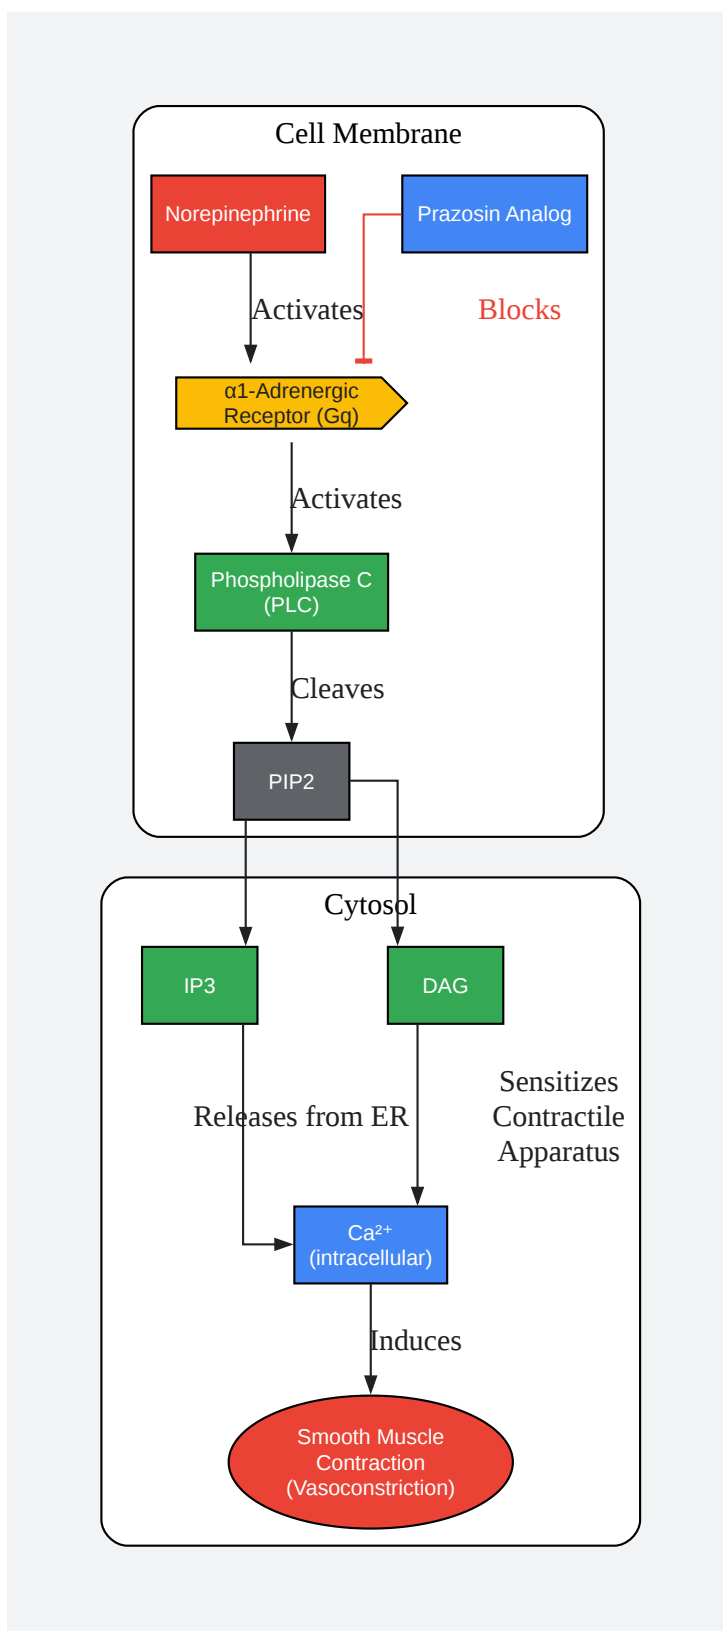 Cell Membrane
Norepinephrine
Prazosin Analog
Activates
Blocks
α1-Adrenergic
Receptor (Gq)
Activates
Phospholipase C
(PLC)
Cleaves
PIP2
Cytosol
IP3
DAG
Releases from ER
Sensitizes
Contractile
Apparatus
Ca²⁺
(intracellular)
Induces
Smooth Muscle
Contraction
(Vasoconstriction)